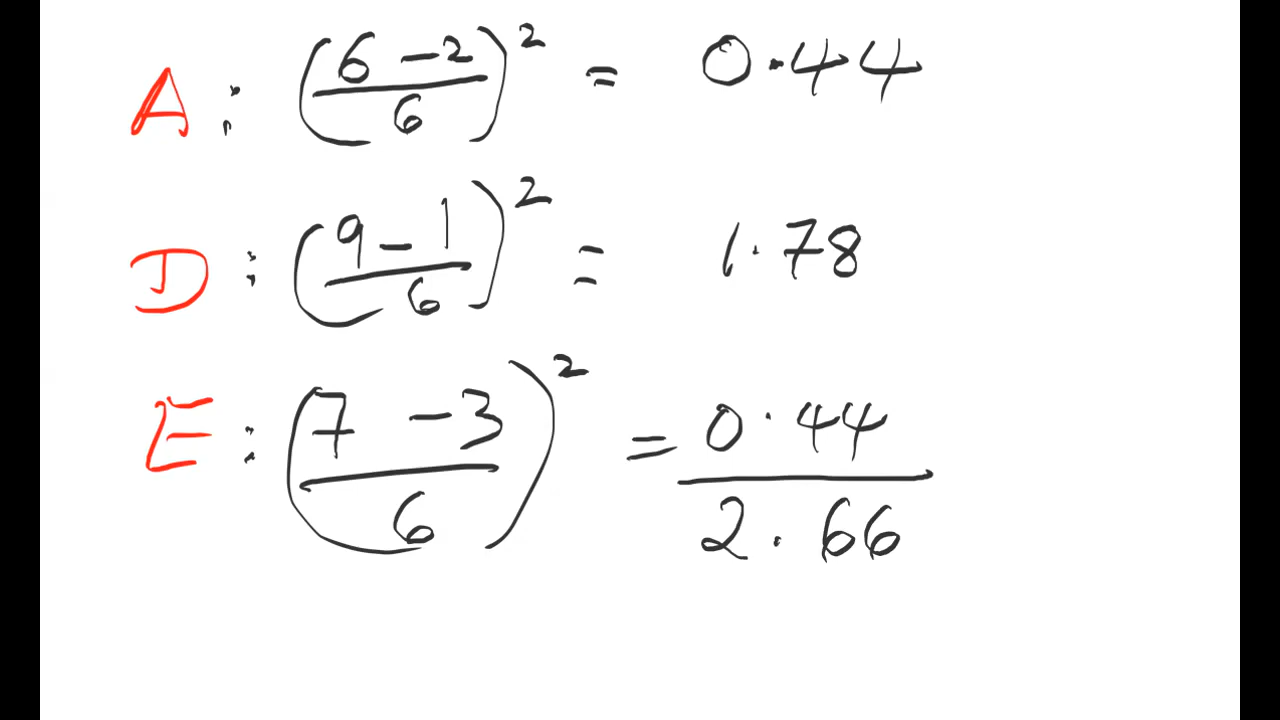 A : ((6 - 2)/6)² = 0.44
D : ((9 - 1)/6)² = 1.78
E : ((7 - 3)/6)² = 0.44
2.66